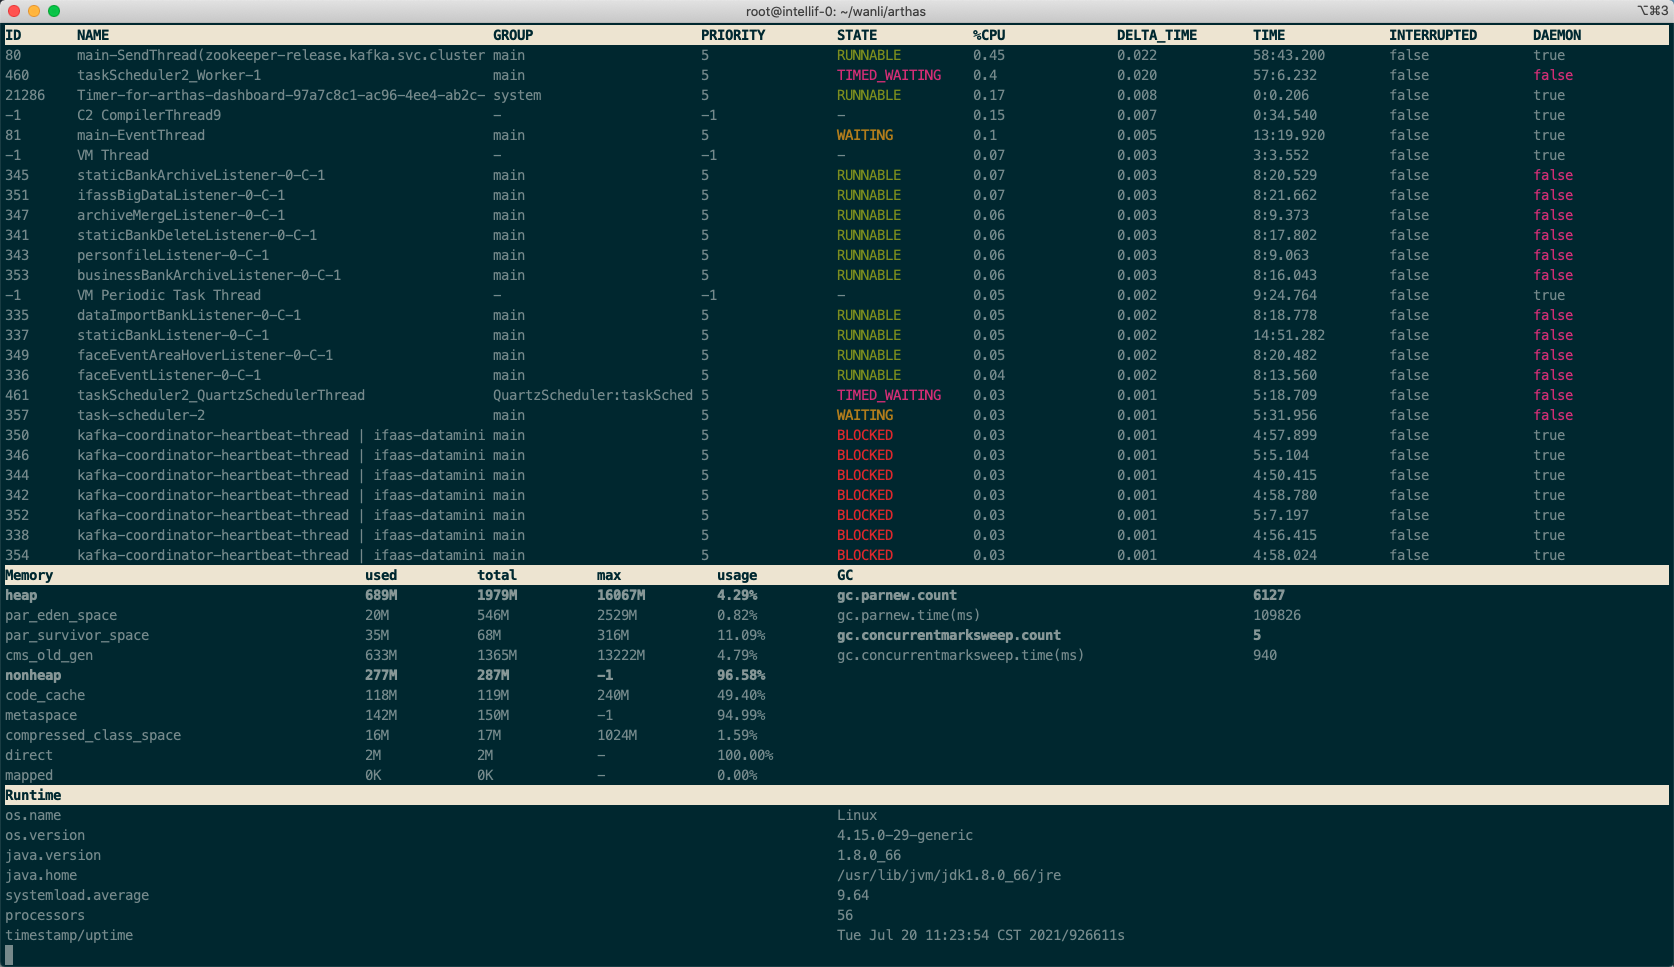 root@intellif-0: ~/wanli/arthas ⌥⌘3
ID NAME GROUP PRIORITY STATE %CPU DELTA_TIME TIME INTERRUPTED DAEMON
80 main-SendThread(zookeeper-release.kafka.svc.cluster main 5 RUNNABLE 0.45 0.022 58:43.200 false true
460 taskScheduler2_Worker-1 main 5 TIMED_WAITING 0.4 0.020 57:6.232 false false
21286 Timer-for-arthas-dashboard-97a7c8c1-ac96-4ee4-ab2c- system 5 RUNNABLE 0.17 0.008 0:0.206 false true
-1 C2 CompilerThread9 - -1 - 0.15 0.007 0:34.540 false true
81 main-EventThread main 5 WAITING 0.1 0.005 13:19.920 false true
-1 VM Thread - -1 - 0.07 0.003 3:3.552 false true
345 staticBankArchiveListener-0-C-1 main 5 RUNNABLE 0.07 0.003 8:20.529 false false
351 ifassBigDataListener-0-C-1 main 5 RUNNABLE 0.07 0.003 8:21.662 false false
347 archiveMergeListener-0-C-1 main 5 RUNNABLE 0.06 0.003 8:9.373 false false
341 staticBankDeleteListener-0-C-1 main 5 RUNNABLE 0.06 0.003 8:17.802 false false
343 personfileListener-0-C-1 main 5 RUNNABLE 0.06 0.003 8:9.063 false false
353 businessBankArchiveListener-0-C-1 main 5 RUNNABLE 0.06 0.003 8:16.043 false false
-1 VM Periodic Task Thread - -1 - 0.05 0.002 9:24.764 false true
335 dataImportBankListener-0-C-1 main 5 RUNNABLE 0.05 0.002 8:18.778 false false
337 staticBankListener-0-C-1 main 5 RUNNABLE 0.05 0.002 14:51.282 false false
349 faceEventAreaHoverListener-0-C-1 main 5 RUNNABLE 0.05 0.002 8:20.482 false false
336 faceEventListener-0-C-1 main 5 RUNNABLE 0.04 0.002 8:13.560 false false
461 taskScheduler2_QuartzSchedulerThread QuartzScheduler:taskSched 5 TIMED_WAITING 0.03 0.001 5:18.709 false false
357 task-scheduler-2 main 5 WAITING 0.03 0.001 5:31.956 false false
350 kafka-coordinator-heartbeat-thread | ifaas-datamini main 5 BLOCKED 0.03 0.001 4:57.899 false true
346 kafka-coordinator-heartbeat-thread | ifaas-datamini main 5 BLOCKED 0.03 0.001 5:5.104 false true
344 kafka-coordinator-heartbeat-thread | ifaas-datamini main 5 BLOCKED 0.03 0.001 4:50.415 false true
342 kafka-coordinator-heartbeat-thread | ifaas-datamini main 5 BLOCKED 0.03 0.001 4:58.780 false true
352 kafka-coordinator-heartbeat-thread | ifaas-datamini main 5 BLOCKED 0.03 0.001 5:7.197 false true
338 kafka-coordinator-heartbeat-thread | ifaas-datamini main 5 BLOCKED 0.03 0.001 4:56.415 false true
354 kafka-coordinator-heartbeat-thread | ifaas-datamini main 5 BLOCKED 0.03 0.001 4:58.024 false true
Memory used total max usage GC
heap 689M 1979M 16067M 4.29% gc.parnew.count 6127
par_eden_space 20M 546M 2529M 0.82% gc.parnew.time(ms) 109826
par_survivor_space 35M 68M 316M 11.09% gc.concurrentmarksweep.count 5
cms_old_gen 633M 1365M 13222M 4.79% gc.concurrentmarksweep.time(ms) 940
nonheap 277M 287M -1 96.58%
code_cache 118M 119M 240M 49.40%
metaspace 142M 150M -1 94.99%
compressed_class_space 16M 17M 1024M 1.59%
direct 2M 2M - 100.00%
mapped 0K 0K - 0.00%
Runtime
os.name Linux
os.version 4.15.0-29-generic
java.version 1.8.0_66
java.home /usr/lib/jvm/jdk1.8.0_66/jre
systemload.average 9.64
processors 56
timestamp/uptime Tue Jul 20 11:23:54 CST 2021/926611s